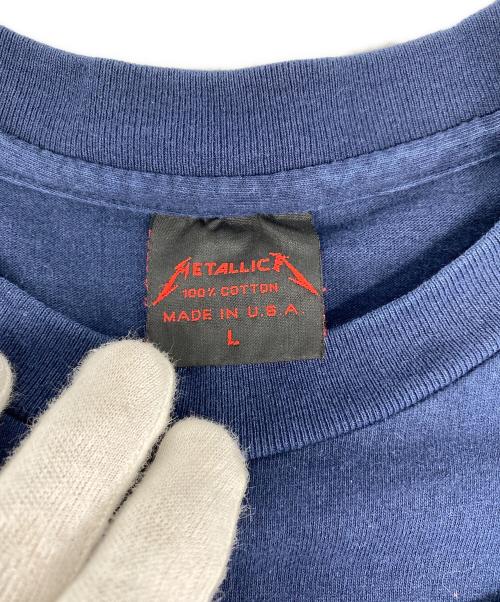 METALLICA
100% COTTON
MADE IN U.S.A.
L